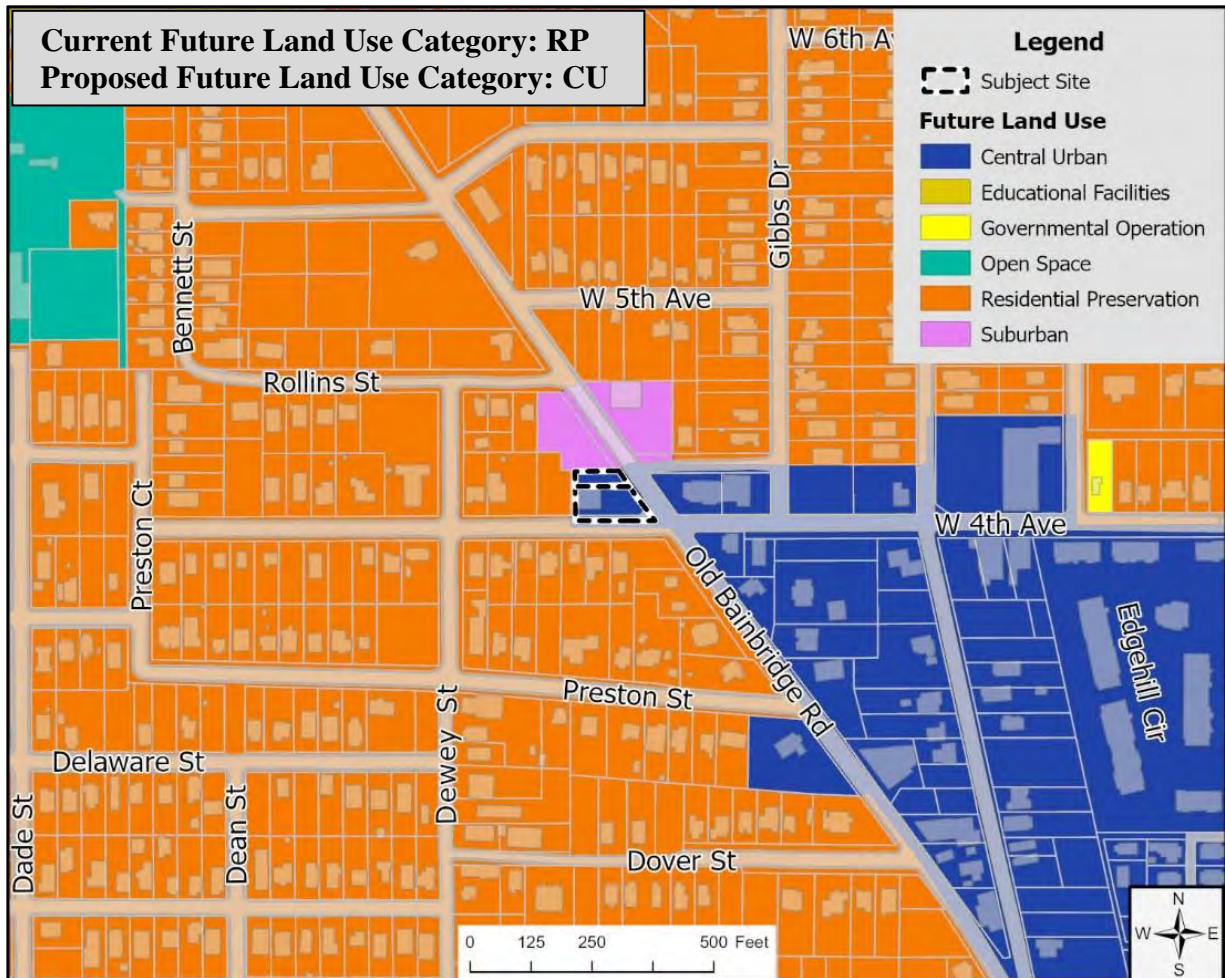 Current Future Land Use Category: RP
Proposed Future Land Use Category: CU
W 6th Av
Legend
Subject Site
Future Land Use
Central Urban
Educational Facilities
Governmental Operation
Open Space
Residential Preservation
Suburban
Gibbs Dr
Bennett St
W 5th Ave
Rollins St
Preston Ct
W 4th Ave
Old Bainbridge Rd
Edgehill Cir
Preston St
Dewey St
Delaware St
Dade St
Dean St
Dover St
0 125 250 500 Feet
N
W E
S